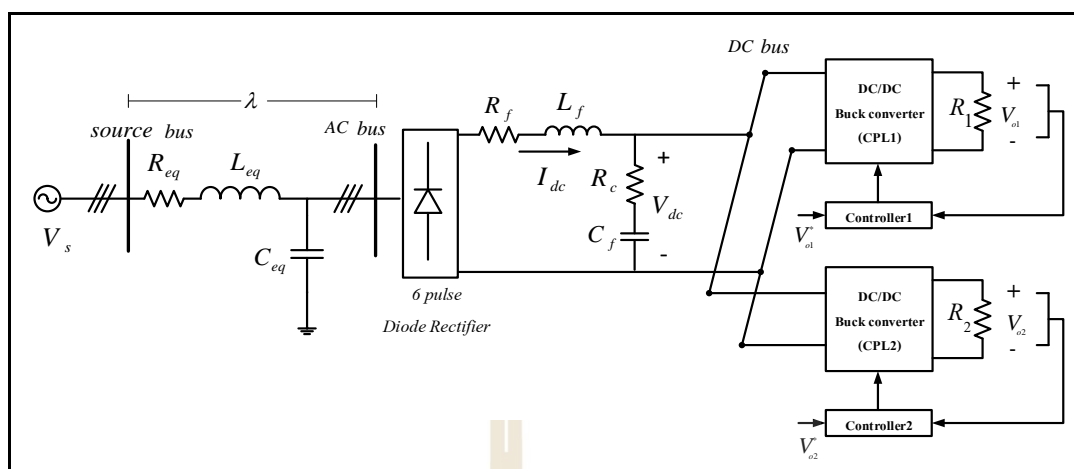 DC bus
λ
source bus
AC bus
R_eq
L_eq
C_eq
V_s
6 pulse
Diode Rectifier
R_f
L_f
I_dc
R_c
V_dc
C_f
+
-
DC/DC
Buck converter
(CPL1)
R_1
+
V_o1
-
Controller1
V*_o1
DC/DC
Buck converter
(CPL2)
R_2
+
V_o2
-
Controller2
V*_o2